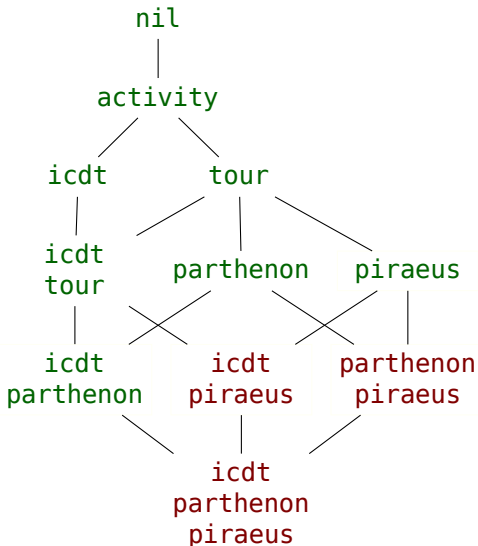 nil
activity
icdt
tour
icdt
tour
parthenon
piraeus
icdt
parthenon
icdt
piraeus
parthenon
piraeus
icdt
parthenon
piraeus